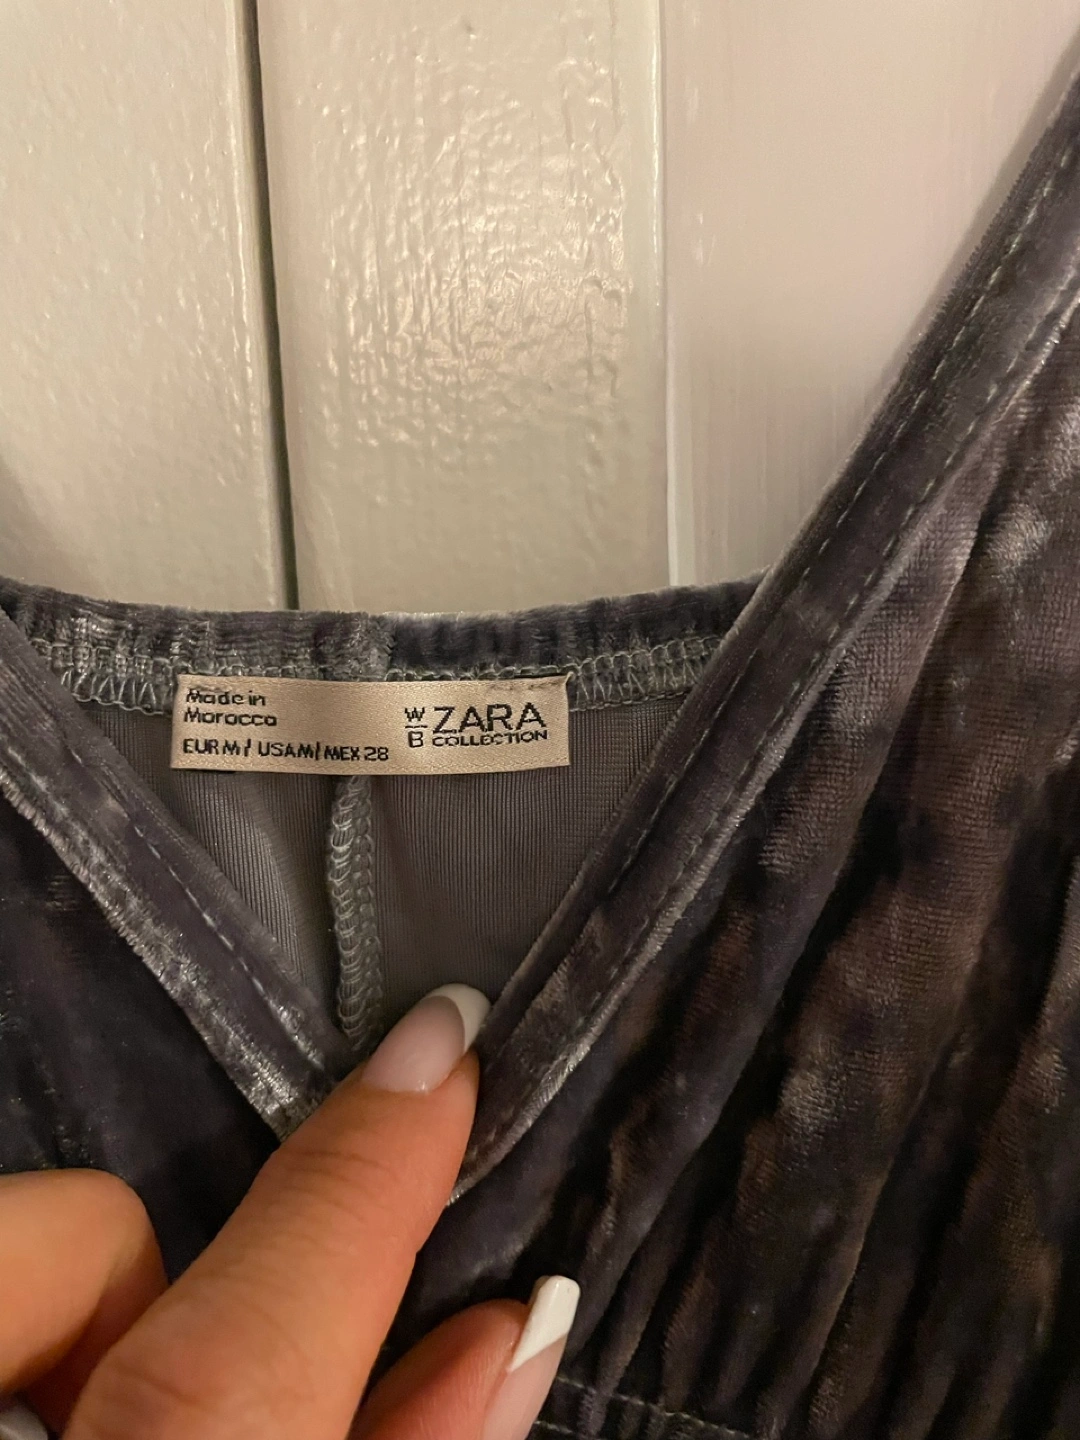 Made in
Morocco
EUR M / USA M / MEX 28
W
B
ZARA
COLLECTION